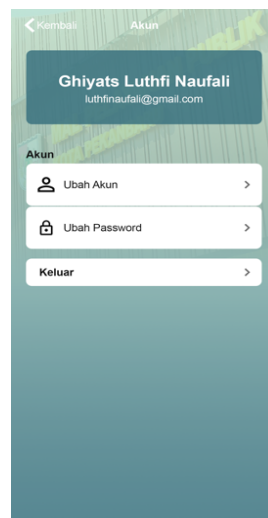 Kembali
Akun
Ghiyats Luthfi Naufali
luthfinaufali@gmail.com
Akun
Ubah Akun
Ubah Password
Keluar